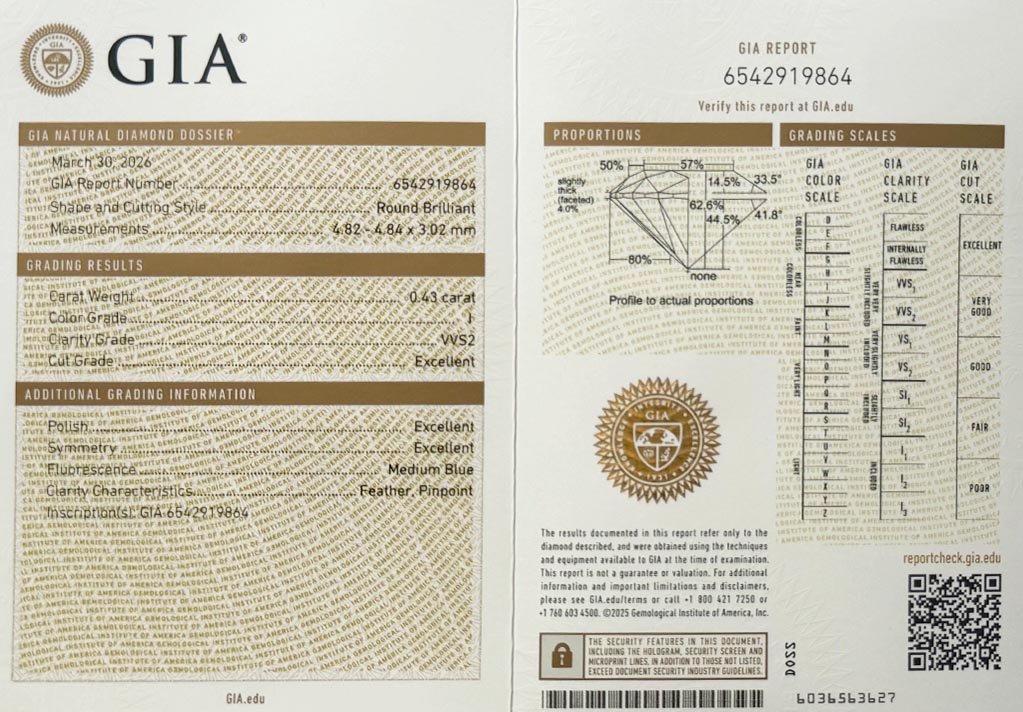 GIA®
GIA NATURAL DIAMOND DOSSIER™
March 30, 2026
GIA Report Number 6542919864
Shape and Cutting Style Round Brilliant
Measurements 4.82 - 4.84 x 3.02 mm
GRADING RESULTS
Carat Weight 0.43 carat
Color Grade I
Clarity Grade VVS2
Cut Grade Excellent
ADDITIONAL GRADING INFORMATION
Polish Excellent
Symmetry Excellent
Fluorescence Medium Blue
Clarity Characteristics Feather, Pinpoint
Inscription(s): GIA 6542919864
GIA.edu
GIA REPORT
6542919864
Verify this report at GIA.edu
PROPORTIONS
50%
57%
slightly
thick
(faceted)
4.0%
14.5%
33.5°
62.6%
44.5%
41.8°
80%
none
Profile to actual proportions
GRADING SCALES
GIA
COLOR
SCALE
COLORLESS
D
E
F
NEAR COLORLESS
G
H
I
J
FAINT
K
L
M
VERY LIGHT
N
O
P
Q
R
LIGHT
S
T
U
V
W
X
Y
Z
GIA
CLARITY
SCALE
FLAWLESS
INTERNALLY
FLAWLESS
VERY VERY SLIGHTLY INCLUDED
VVS1
VVS2
VERY SLIGHTLY INCLUDED
VS1
VS2
SLIGHTLY INCLUDED
SI1
SI2
INCLUDED
I1
I2
I3
GIA
CUT
SCALE
EXCELLENT
VERY
GOOD
GOOD
FAIR
POOR
GIA
1931
The results documented in this report refer only to the
diamond described, and were obtained using the techniques
and equipment available to GIA at the time of examination.
This report is not a guarantee or valuation. For additional
information and important limitations and disclaimers,
please see GIA.edu/terms or call +1 800 421 7250 or
+1 760 603 4500. ©2025 Gemological Institute of America, Inc.
THE SECURITY FEATURES IN THIS DOCUMENT,
INCLUDING THE HOLOGRAM, SECURITY SCREEN AND
MICROPRINT LINES, IN ADDITION TO THOSE NOT LISTED,
EXCEED DOCUMENT SECURITY INDUSTRY GUIDELINES.
reportcheck.gia.edu
6036563627